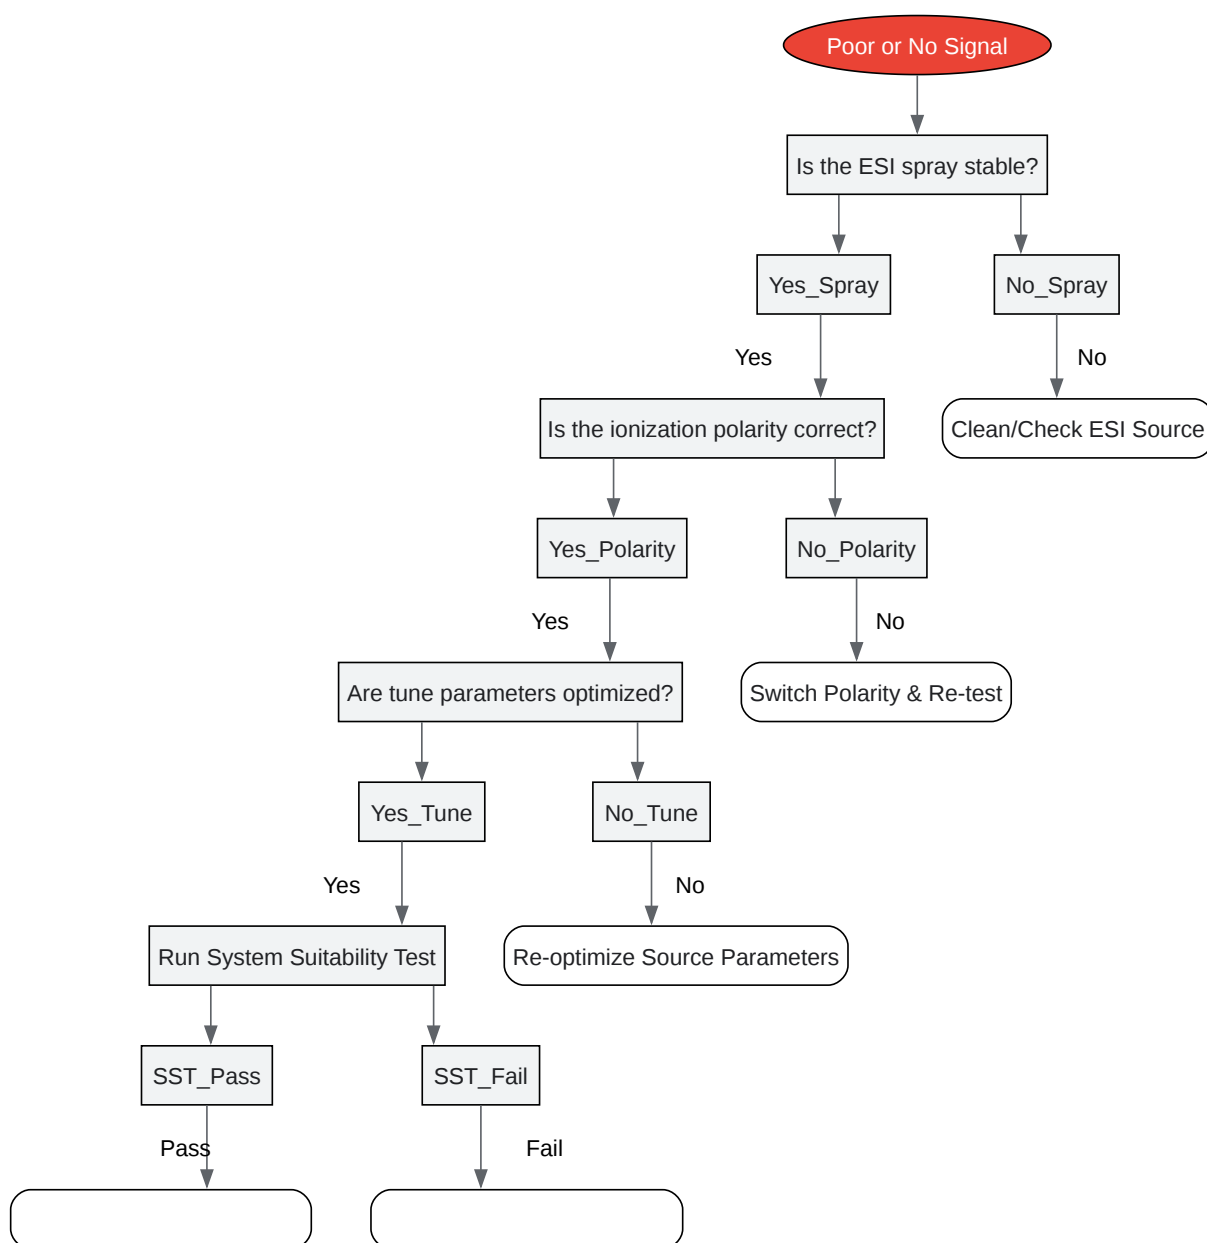 Poor or No Signal
Is the ESI spray stable?
Yes_Spray
No_Spray
Yes
No
Is the ionization polarity correct?
Clean/Check ESI Source
Yes_Polarity
No_Polarity
Yes
No
Are tune parameters optimized?
Switch Polarity & Re-test
Yes_Tune
No_Tune
Yes
No
Run System Suitability Test
Re-optimize Source Parameters
SST_Pass
SST_Fail
Pass
Fail